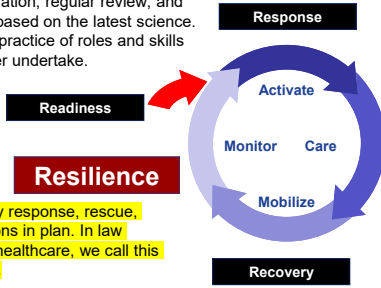 ation, regular review, and
based on the latest science.
practice of roles and skills
er undertake.
Response
Readiness
Activate
Monitor Care
Mobilize
Resilience
y response, rescue,
ons in plan. In law
healthcare, we call this
Recovery